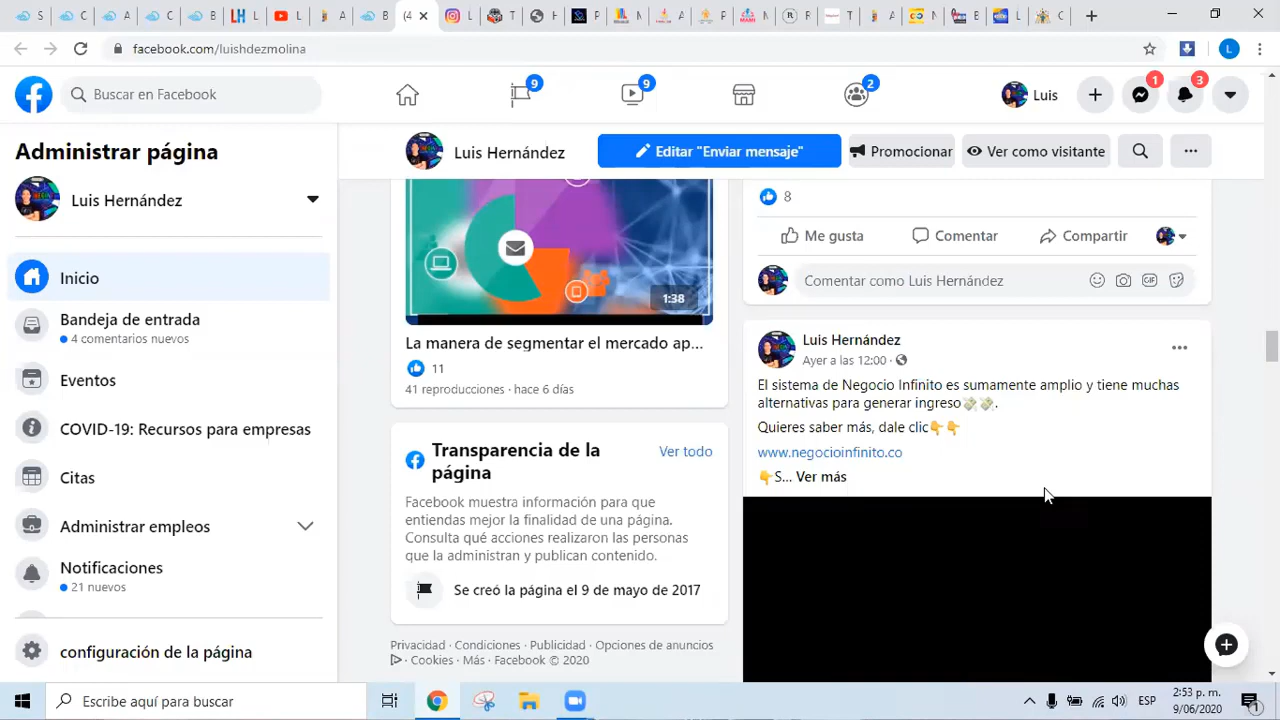 facebook.com/luishdezmolina
Buscar en Facebook
9
9
2
Luis
1
3
Administrar página
Luis Hernández
Inicio
Bandeja de entrada
4 comentarios nuevos
Eventos
COVID-19: Recursos para empresas
Citas
Administrar empleos
Notificaciones
21 nuevos
configuración de la página
Luis Hernández
Editar "Enviar mensaje"
Promocionar
Ver como visitante
1:38
La manera de segmentar el mercado ap...
11
41 reproducciones · hace 6 días
Transparencia de la
página
Ver todo
Facebook muestra información para que
entiendas mejor la finalidad de una página.
Consulta qué acciones realizaron las personas
que la administran y publican contenido.
Se creó la página el 9 de mayo de 2017
Privacidad · Condiciones · Publicidad · Opciones de anuncios
· Cookies · Más · Facebook © 2020
8
Me gusta
Comentar
Compartir
Comentar como Luis Hernández
GIF
Luis Hernández
Ayer a las 12:00 ·
El sistema de Negocio Infinito es sumamente amplio y tiene muchas
alternativas para generar ingreso💸💸.
Quieres saber más, dale clic👇👇
www.negocioinfinito.co
👇S... Ver más
Escribe aquí para buscar
ESP
2:53 p. m.
9/06/2020